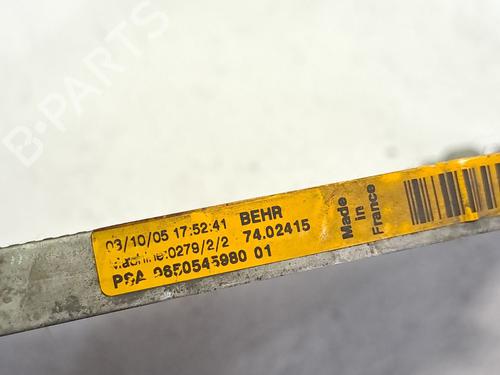 B-PARTS
03/10/05 17:52:41 BEHR
Machine:0279/2/2 74.02415
PSA 9650545980 01
Made
in
France